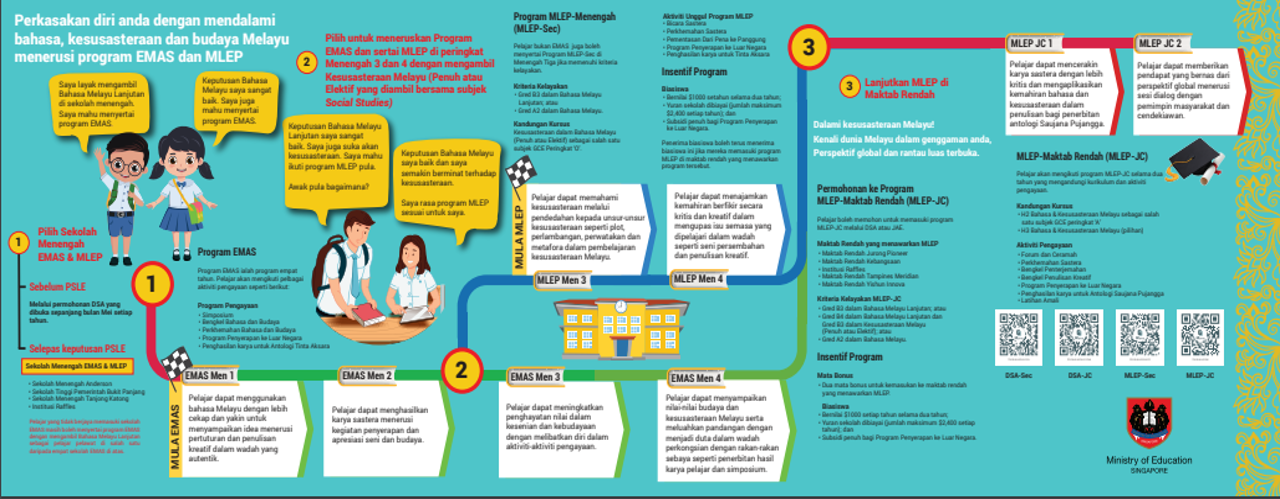 Perkasakan diri anda dengan mendalami
bahasa, kesusasteraan dan budaya Melayu
menerusi program EMAS dan MLEP
Saya layak mengambil
Bahasa Melayu Lanjutan
di sekolah menengah.
Saya mahu menyertai
program EMAS.
Keputusan Bahasa
Melayu saya sangat
baik. Saya juga
mahu menyertai
program EMAS.
1
Pilih Sekolah
Menengah
EMAS & MLEP
Sebelum PSLE
Melalui permohonan DSA yang
dibuka sepanjang bulan Mei setiap
tahun.
Selepas keputusan PSLE
Sekolah Menengah EMAS & MLEP
• Sekolah Menengah Anderson
• Sekolah Tinggi Pemerintah Bukit Panjang
• Sekolah Menengah Tanjong Katong
• Institusi Raffles
Pelajar yang tidak berjaya memasuki sekolah
EMAS masih boleh menyertai program EMAS
dengan mengambil Bahasa Melayu Lanjutan
sebagai pelajar
daripada empat sekolah EMAS di atas.
1
Program EMAS
Program EMAS ialah program empat
tahun. Pelajar akan mengikuti pelbagai
aktiviti pengayaan seperti berikut:
Program Pengayaan
• Simposium
• Bengkel Bahasa dan Budaya
• Perkhemahan Bahasa dan Budaya
• Program Penyerapan ke Luar Negara
• Penghasilan karya untuk Antologi Tinta Aksara
MULA EMAS
EMAS Men 1
Pelajar dapat menggunakan
bahasa Melayu dengan lebih
cekap dan yakin untuk
menyampaikan idea menerusi
pertuturan dan penulisan
kreatif dalam wadah yang
autentik.
EMAS Men 2
Pelajar dapat menghasilkan
karya sastera menerusi
kegiatan penyerapan dan
apresiasi seni dan budaya.
2
EMAS Men 3
Pelajar dapat meningkatkan
penghayatan nilai dalam
kesenian dan kebudayaan
dengan melibatkan diri dalam
aktiviti-aktiviti pengayaan.
EMAS Men 4
Pelajar dapat menyampaikan
nilai-nilai budaya dan
kesusasteraan Melayu serta
meluahkan pandangan dengan
menjadi duta dalam wadah
perkongsian dengan rakan-rakan
sebaya seperti penerbitan hasil
karya pelajar dan simposium.
2
Pilih untuk meneruskan Program
EMAS dan sertai MLEP di peringkat
Menengah 3 dan 4 dengan mengambil
Kesusasteraan Melayu (Penuh atau
Elektif yang diambil bersama subjek
Social Studies)
Keputusan Bahasa Melayu
Lanjutan saya sangat
baik. Saya juga suka akan
kesusasteraan. Saya mahu
ikuti program MLEP pula.
Awak pula bagaimana?
Keputusan Bahasa Melayu
saya baik dan saya
semakin berminat terhadap
kesusasteraan.
Saya rasa program MLEP
sesuai untuk saya.
Program MLEP-Menengah
(MLEP-Sec)
Pelajar bukan EMAS juga boleh
menyertai Program MLEP-Sec di
Menengah Tiga jika memenuhi kriteria
kelayakan.
Kriteria Kelayakan
• Gred B3 dalam Bahasa Melayu
Lanjutan; atau
• Gred A2 dalam Bahasa Melayu.
Kandungan Kursus
Kesusasteraan dalam Bahasa Melayu
(Penuh atau Elektif) sebagai salah satu
subjek GCE Peringkat 'O'.
Aktiviti Unggul Program MLEP
• Bicara Sastera
• Perkhemahan Sastera
• Pementasan Dari Pena ke Panggung
• Program Penyerapan ke Luar Negara
• Penghasilan karya untuk Tinta Aksara
Insentif Program
Biasiswa
• Bernilai $1000 setahun selama dua tahun;
• Yuran sekolah dibiayai (jumlah maksimum
$2,400 setiap tahun); dan
• Subsidi penuh bagi Program Penyerapan
ke Luar Negara.
Penerima biasiswa boleh terus menerima
biasiswa ini jika mereka memasuki program
MLEP di maktab rendah yang menawarkan
program tersebut.
MULA MLEP
Pelajar dapat memahami
kesusasteraan melalui
pendedahan kepada unsur-unsur
kesusasteraan seperti plot,
perlambangan, perwatakan dan
metafora dalam pembelajaran
kesusasteraan Melayu.
MLEP Men 3
Pelajar dapat menajamkan
kemahiran berfikir secara
kritis dan kreatif dalam
mengupas isu semasa yang
dipelajari dalam wadah
seperti seni persembahan
dan penulisan kreatif.
MLEP Men 4
3
3
Lanjutkan MLEP di
Maktab Rendah
Dalami kesusasteraan Melayu!
Kenali dunia Melayu dalam genggaman anda,
Perspektif global dan rantau luas terbuka.
Permohonan ke Program
MLEP-Maktab Rendah (MLEP-JC)
Pelajar boleh memohon untuk memasuki program
MLEP-JC melalui DSA atau JAE.
Maktab Rendah yang menawarkan MLEP
• Maktab Rendah Jurong Pioneer
• Maktab Rendah Kebangsaan
• Institusi Raffles
• Maktab Rendah Tampines Meridian
• Maktab Rendah Yishun Innova
Kriteria Kelayakan MLEP-JC
• Gred B3 dalam Bahasa Melayu Lanjutan; atau
• Gred B4 dalam Bahasa Melayu Lanjutan dan
Gred B3 dalam Kesusasteraan Melayu
(Penuh atau Elektif); atau
• Gred A2 dalam Bahasa Melayu
Insentif Program
Mata Bonus
• Dua mata bonus untuk kemasukan ke maktab rendah
yang menawarkan MLEP.
Biasiswa
• Bernilai $1000 setiap tahun selama dua tahun;
• Yuran sekolah dibiayai (jumlah maksimum $2,400 setiap
tahun); dan
• Subsidi penuh bagi Program Penyerapan ke Luar Negara.
MLEP JC 1
Pelajar dapat mencerakin
karya sastera dengan lebih
kritis dan mengaplikasikan
kemahiran bahasa dan
kesusasteraan dalam
penulisan bagi penerbitan
antologi Saujana Pujangga.
MLEP JC 2
Pelajar dapat memberikan
pendapat yang bernas dari
perspektif global menerusi
sesi dialog dengan
pemimpin masyarakat dan
cendekiawan.
MLEP-Maktab Rendah (MLEP-JC)
Pelajar akan mengikuti program MLEP-JC selama dua
tahun yang mengandungi kurikulum dan aktiviti
pengayaan.
Kandungan Kursus
• H2 Bahasa & Kesusasteraan Melayu sebagai salah
satu subjek GCE peringkat 'A'
• H3 Bahasa & Kesusasteraan Melayu (pilihan)
Aktiviti Pengayaan
• Forum dan Ceramah
• Perkhemahan Sastera
• Bengkel Penterjemahan
• Bengkel Penulisan Kreatif
• Program Penyerapan ke Luar Negara
• Penghasilan karya untuk Antologi Saujana Pujangga
• Latihan Amali
DSA-Sec
DSA-JC
MLEP-Sec
MLEP-JC
Ministry of Education
SINGAPORE